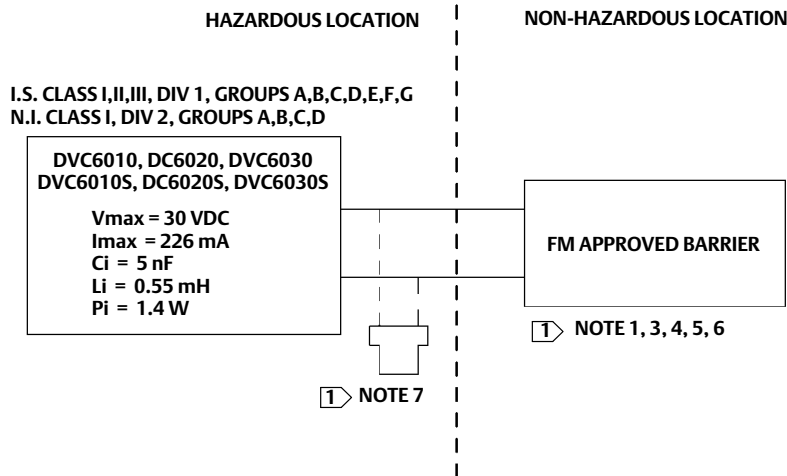 HAZARDOUS LOCATION
NON-HAZARDOUS LOCATION
I.S. CLASS I,II,III, DIV 1, GROUPS A,B,C,D,E,F,G
N.I. CLASS I, DIV 2, GROUPS A,B,C,D
DVC6010, DC6020, DVC6030
DVC6010S, DC6020S, DVC6030S
Vmax = 30 VDC
Imax = 226 mA
Ci = 5 nF
Li = 0.55 mH
Pi = 1.4 W
FM APPROVED BARRIER
1 NOTE 1, 3, 4, 5, 6
1 NOTE 7